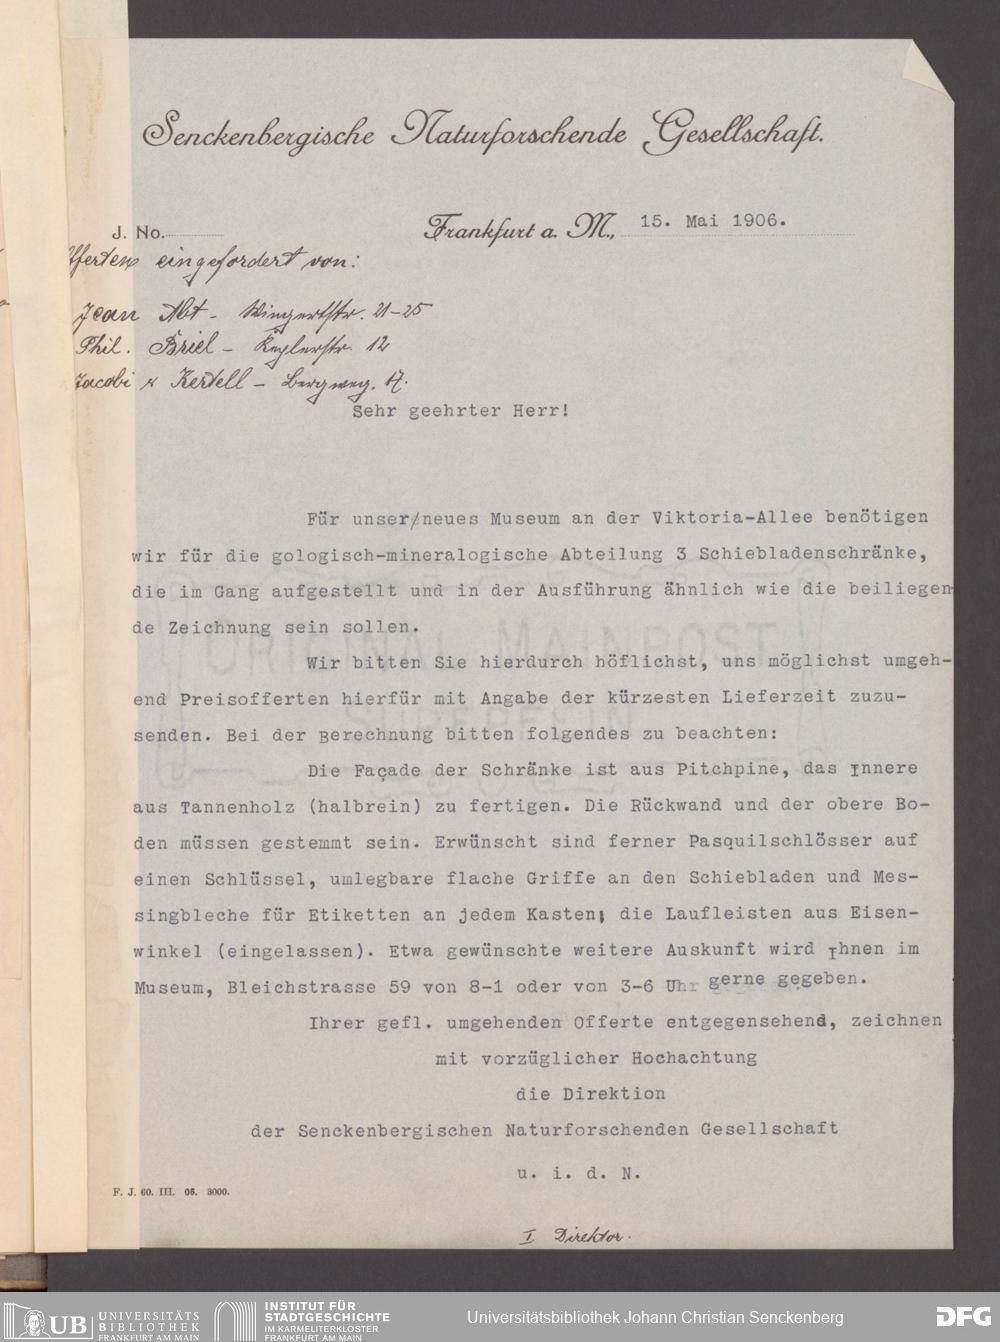 Senckenbergische Naturforschende Gesellschaft.
J. No.
Frankfurt a. M., 15. Mai 1906.
fferten eingefordert von:
Jean Abt - Wingertstr. 21-25
Phil. Briel - Keplerstr. 12
Jacobi & Kertell - Bergweg.
Sehr geehrter Herr!
Für unser/neues Museum an der Viktoria-Allee benötigen
wir für die gologisch-mineralogische Abteilung 3 Schiebladenschränke,
die im Gang aufgestellt und in der Ausführung ähnlich wie die beiliegen
de Zeichnung sein sollen.
Wir bitten Sie hierdurch höflichst, uns möglichst umgeh-
end Preisofferten hierfür mit Angabe der kürzesten Lieferzeit zuzu-
senden. Bei der Berechnung bitten folgendes zu beachten:
Die Façade der Schränke ist aus Pitchpine, das Innere
aus Tannenholz (halbrein) zu fertigen. Die Rückwand und der obere Bo-
den müssen gestemmt sein. Erwünscht sind ferner Pasquilschlösser auf
einen Schlüssel, umlegbare flache Griffe an den Schiebladen und Mes-
singbleche für Etiketten an jedem Kasten; die Laufleisten aus Eisen-
winkel (eingelassen). Etwa gewünschte weitere Auskunft wird Ihnen im
Museum, Bleichstrasse 59 von 8-1 oder von 3-6 Uhr gerne gegeben.
Ihrer gefl. umgehenden Offerte entgegensehend, zeichnen
mit vorzüglicher Hochachtung
die Direktion
der Senckenbergischen Naturforschenden Gesellschaft
u. i. d. N.
F. J. 60. III. 06. 3000.
I Direktor.
ORIGINAL MAINPOST
SUPERFEIN
UB UNIVERSITÄTS
BIBLIOTHEK
FRANKFURT AM MAIN
INSTITUT FÜR
STADTGESCHICHTE
IM KARMELITERKLOSTER
FRANKFURT AM MAIN
Universitätsbibliothek Johann Christian Senckenberg
DFG